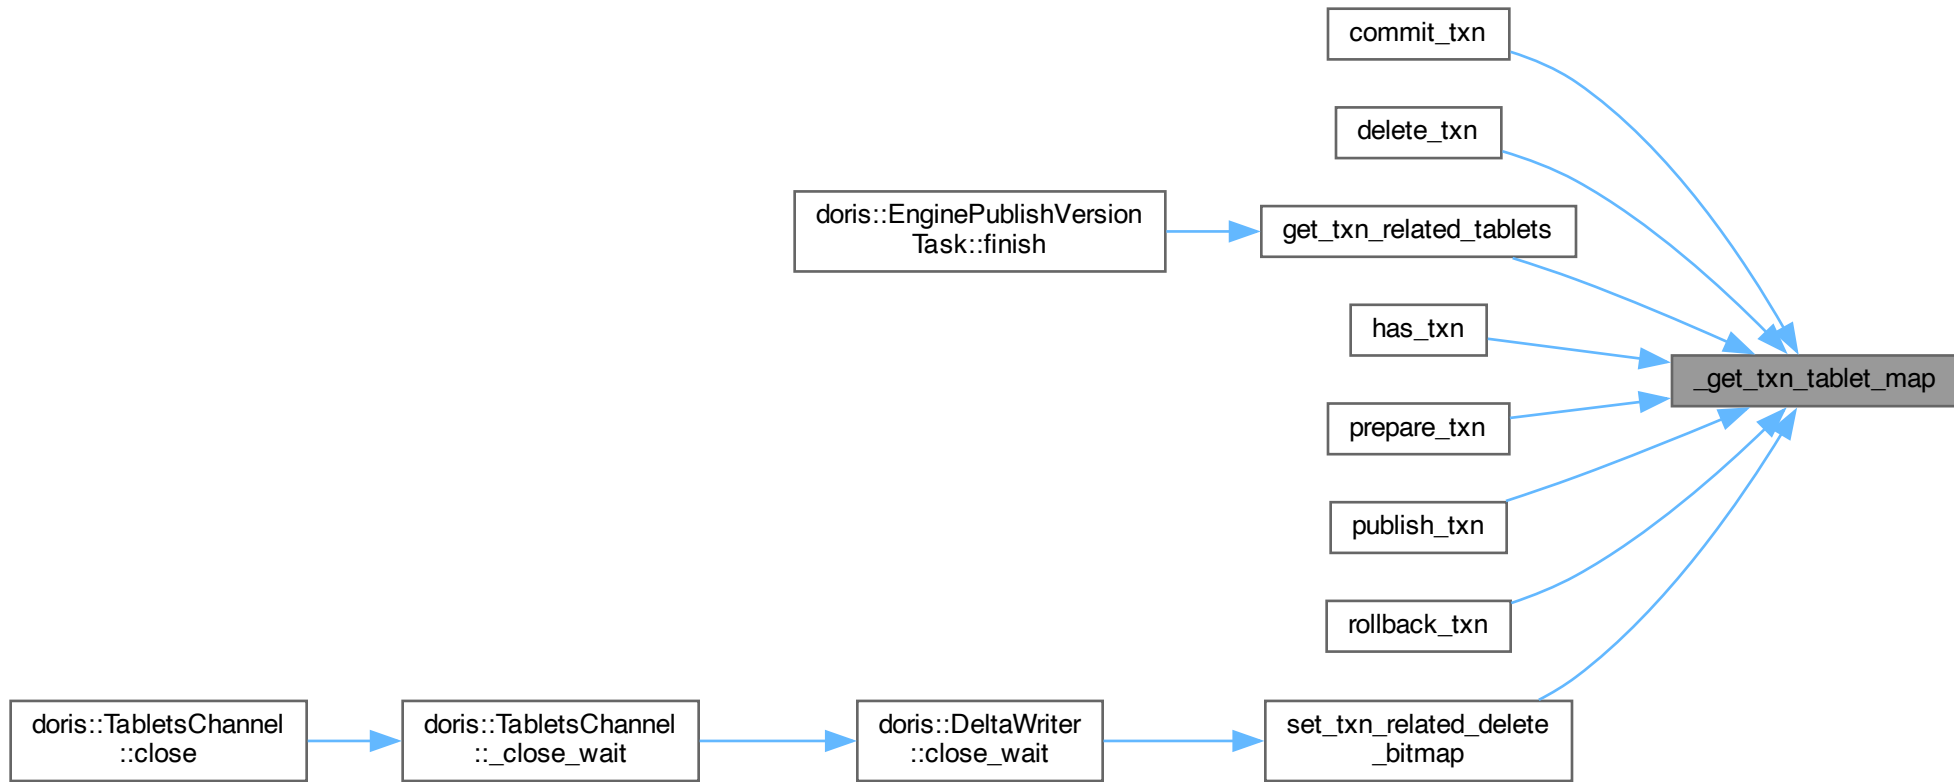 commit_txn
delete_txn
doris::EnginePublishVersion
Task::finish
get_txn_related_tablets
has_txn
_get_txn_tablet_map
prepare_txn
publish_txn
rollback_txn
doris::TabletsChannel
::close
doris::TabletsChannel
::_close_wait
doris::DeltaWriter
::close_wait
set_txn_related_delete
_bitmap